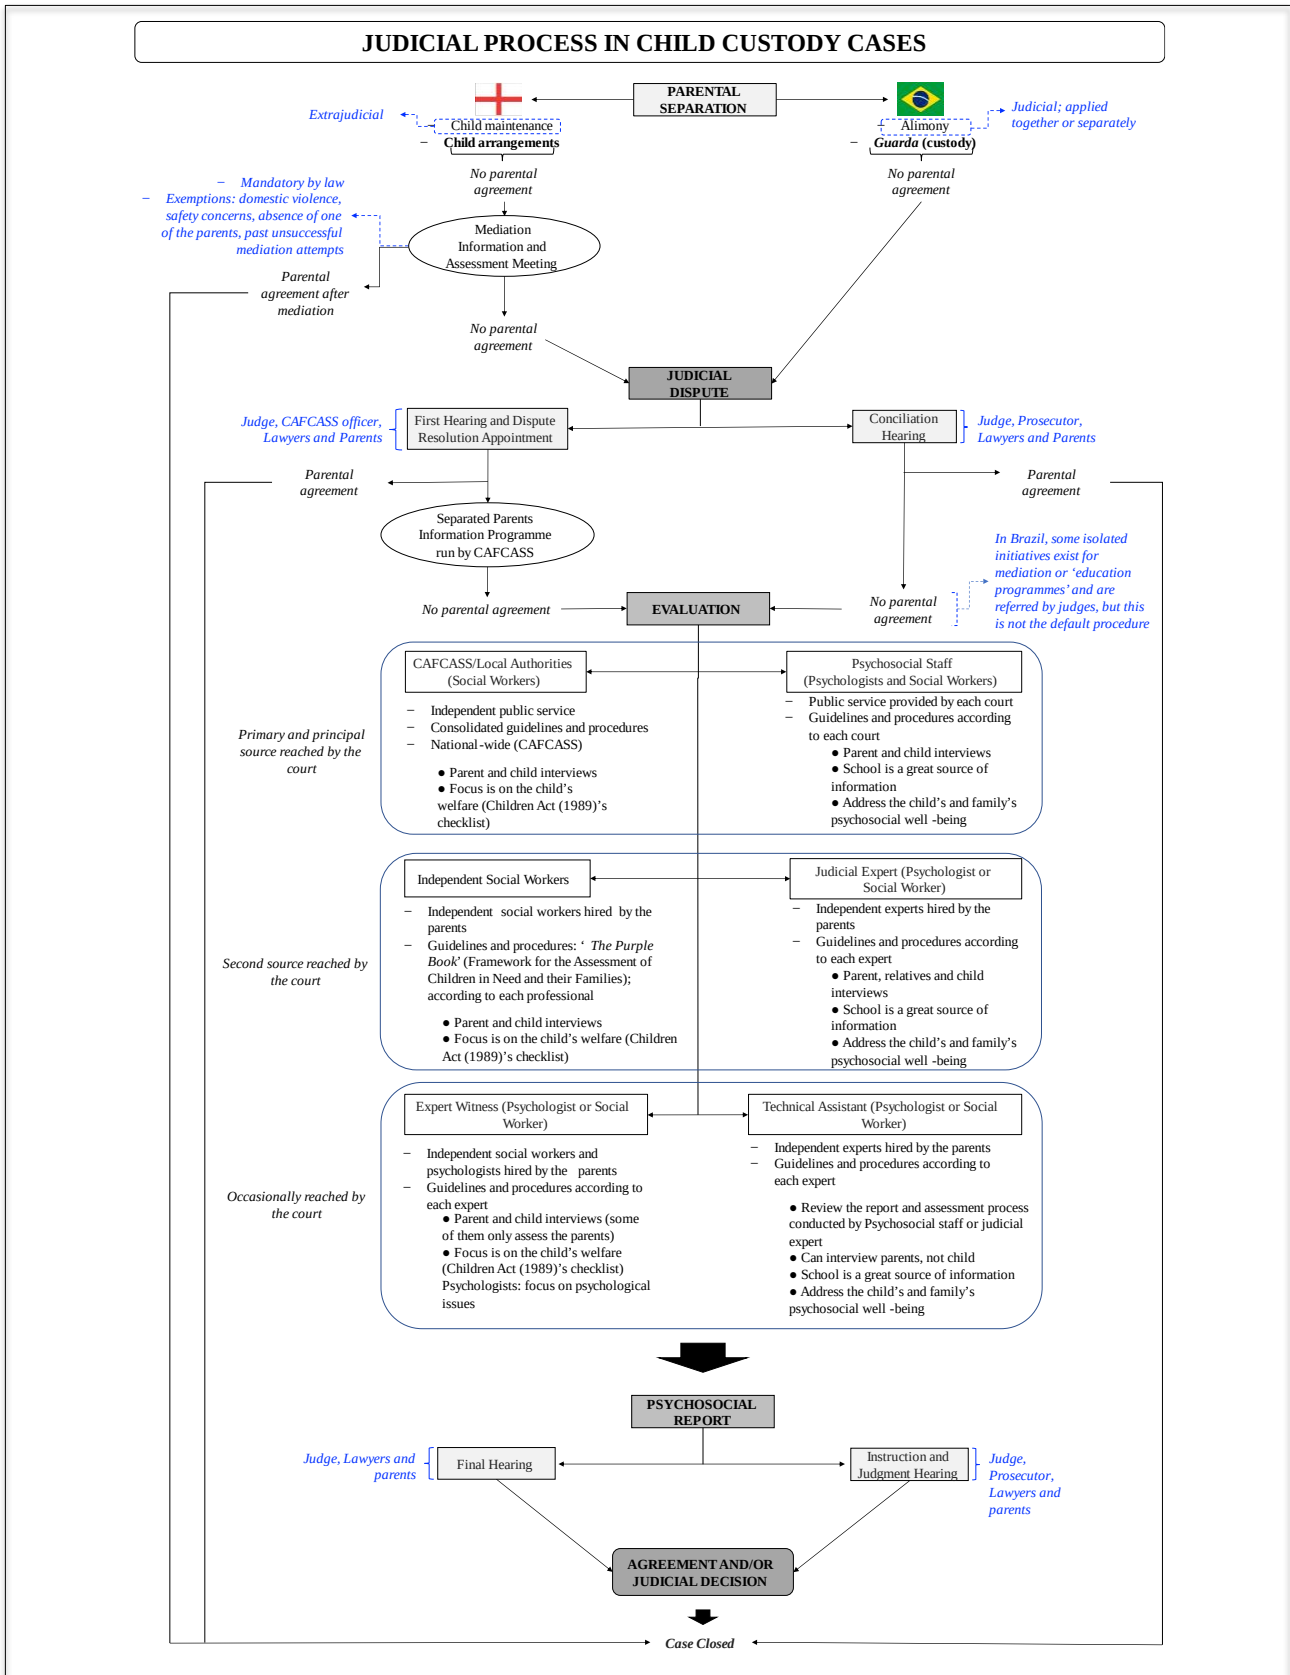 JUDICIAL PROCESS IN CHILD CUSTODY CASES
PARENTAL
SEPARATION
Extrajudicial
– Child maintenance
– Child arrangements
– Alimony
– Guarda (custody)
Judicial; applied
together or separately
No parental
agreement
No parental
agreement
– Mandatory by law
– Exemptions: domestic violence,
safety concerns, absence of one
of the parents, past unsuccessful
mediation attempts
Mediation
Information and
Assessment Meeting
Parental
agreement after
mediation
No parental
agreement
JUDICIAL
DISPUTE
Judge, CAFCASS officer,
Lawyers and Parents
First Hearing and Dispute
Resolution Appointment
Conciliation
Hearing
Judge, Prosecutor,
Lawyers and Parents
Parental
agreement
Parental
agreement
Separated Parents
Information Programme
run by CAFCASS
In Brazil, some isolated
initiatives exist for
mediation or ‘education
programmes’ and are
referred by judges, but this
is not the default procedure
No parental agreement
EVALUATION
No parental
agreement
Primary and principal
source reached by the
court
CAFCASS/Local Authorities
(Social Workers)
– Independent public service
– Consolidated guidelines and procedures
– National-wide (CAFCASS)
● Parent and child interviews
● Focus is on the child’s
welfare (Children Act (1989)’s
checklist)
Psychosocial Staff
(Psychologists and Social Workers)
– Public service provided by each court
– Guidelines and procedures according
to each court
● Parent and child interviews
● School is a great source of
information
● Address the child’s and family’s
psychosocial well -being
Second source reached by
the court
Independent Social Workers
– Independent social workers hired by the
parents
– Guidelines and procedures: ‘ The Purple
Book’ (Framework for the Assessment of
Children in Need and their Families);
according to each professional
● Parent and child interviews
● Focus is on the child’s welfare (Children
Act (1989)’s checklist)
Judicial Expert (Psychologist or
Social Worker)
– Independent experts hired by the
parents
– Guidelines and procedures according
to each expert
● Parent, relatives and child
interviews
● School is a great source of
information
● Address the child’s and family’s
psychosocial well -being
Occasionally reached by
the court
Expert Witness (Psychologist or Social
Worker)
– Independent social workers and
psychologists hired by the parents
– Guidelines and procedures according to
each expert
● Parent and child interviews (some
of them only assess the parents)
● Focus is on the child’s welfare
(Children Act (1989)’s checklist)
Psychologists: focus on psychological
issues
Technical Assistant (Psychologist or Social
Worker)
– Independent experts hired by the parents
– Guidelines and procedures according to
each expert
● Review the report and assessment process
conducted by Psychosocial staff or judicial
expert
● Can interview parents, not child
● School is a great source of information
● Address the child’s and family’s
psychosocial well -being
PSYCHOSOCIAL
REPORT
Judge, Lawyers and
parents
Final Hearing
Instruction and
Judgment Hearing
Judge,
Prosecutor,
Lawyers and
parents
AGREEMENT AND/OR
JUDICIAL DECISION
Case Closed